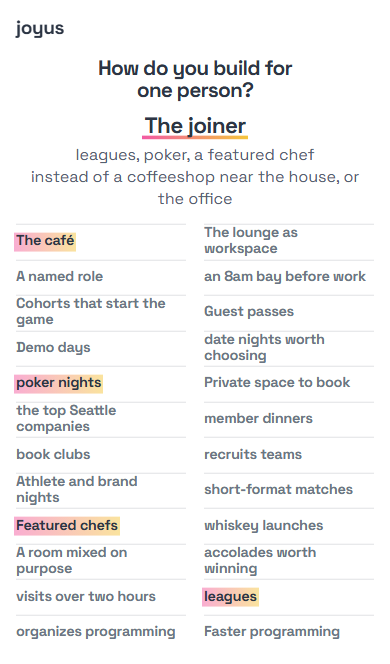 joyus
How do you build for
one person?
The joiner
leagues, poker, a featured chef
instead of a coffeeshop near the house, or
the office
The café
The lounge as
workspace
A named role
an 8am bay before work
Cohorts that start the
game
Guest passes
Demo days
date nights worth
choosing
poker nights
Private space to book
the top Seattle
companies
member dinners
book clubs
recruits teams
Athlete and brand
nights
short-format matches
Featured chefs
whiskey launches
A room mixed on
purpose
accolades worth
winning
visits over two hours
leagues
organizes programming
Faster programming